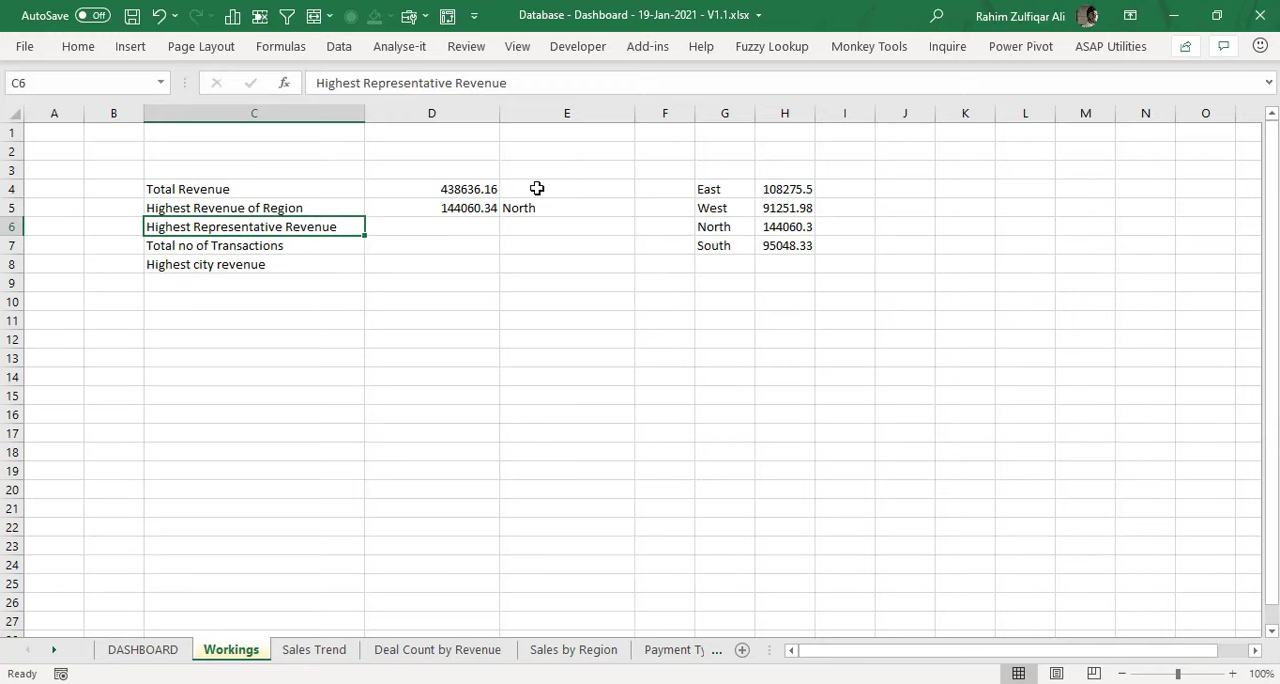 AutoSave Off Database - Dashboard - 19-Jan-2021 - V1.1.xlsx Rahim Zulfiqar Ali
File Home Insert Page Layout Formulas Data Analyse-it Review View Developer Add-ins Help Fuzzy Lookup Monkey Tools Inquire Power Pivot ASAP Utilities
C6 fx Highest Representative Revenue
A B C D E F G H I J K L M N O
1
2
3
4 Total Revenue 438636.16 East 108275.5
5 Highest Revenue of Region 144060.34 North West 91251.98
6 Highest Representative Revenue North 144060.3
7 Total no of Transactions South 95048.33
8 Highest city revenue
9
10
11
12
13
14
15
16
17
18
19
20
21
22
23
24
25
26
27
DASHBOARD Workings Sales Trend Deal Count by Revenue Sales by Region Payment Ty ...
Ready 100%